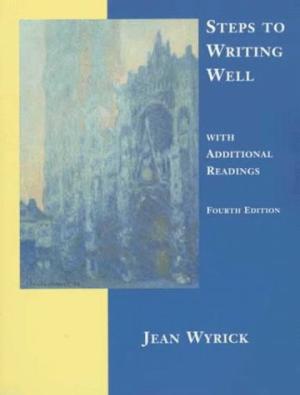 STEPS TO
WRITING
WELL
WITH
ADDITIONAL
READINGS
FOURTH EDITION
JEAN WYRICK